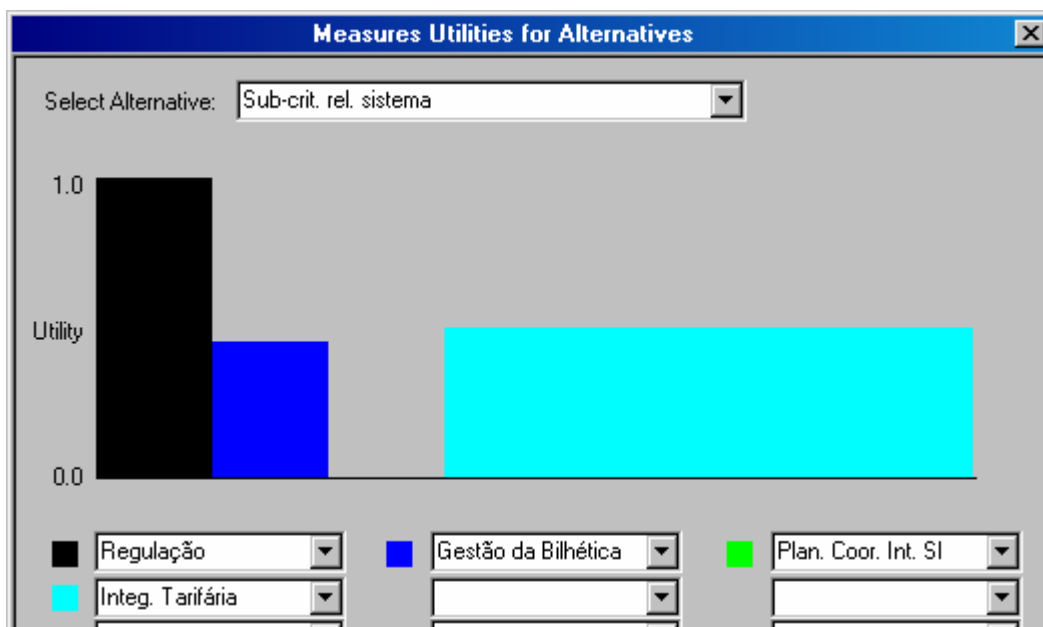 Measures Utilities for Alternatives
Select Alternative: Sub-crit. rel. sistema
1.0
Utility
0.0
Regulação Gestão da Bilhética Plan. Coor. Int. SI
Integ. Tarifária